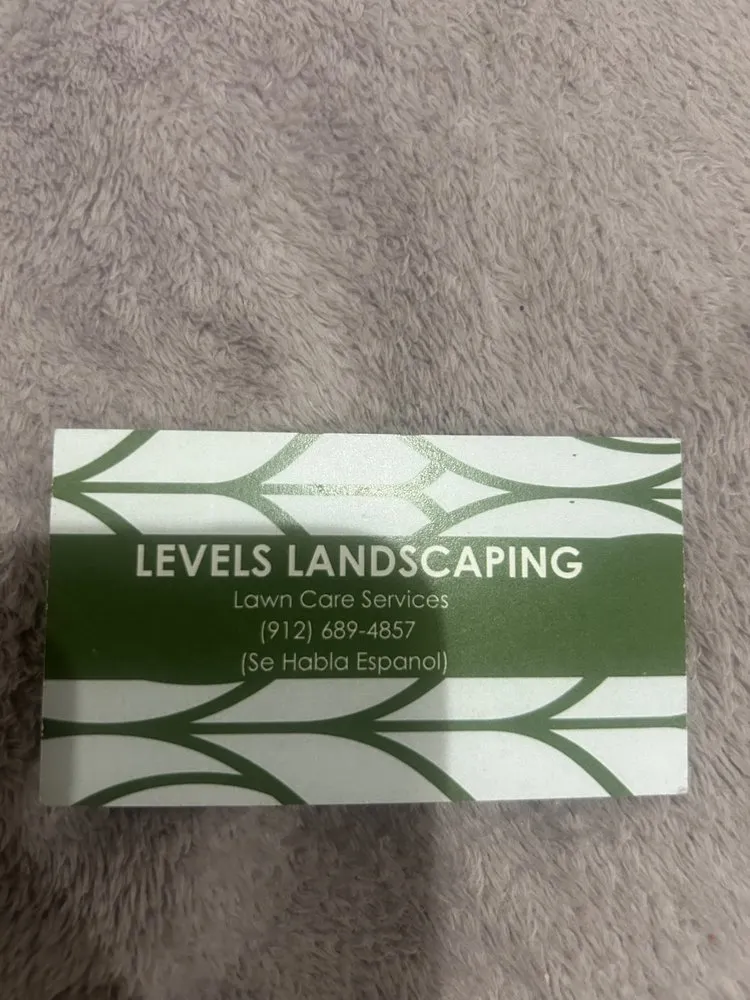 LEVELS LANDSCAPING
Lawn Care Services
(912) 689-4857
(Se Habla Espanol)